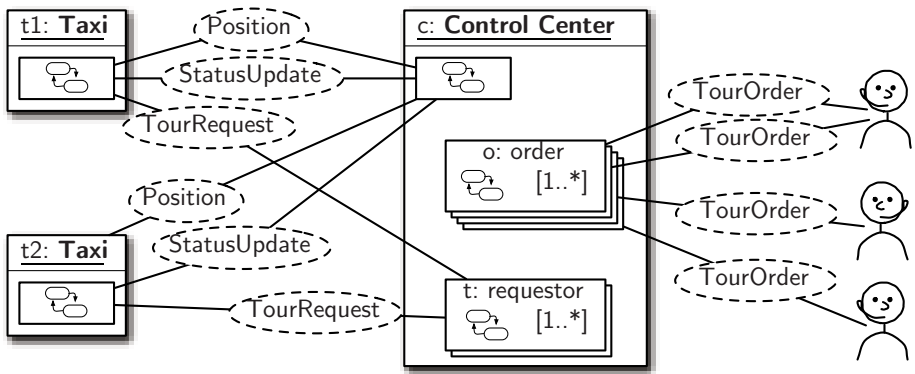 t1: Taxi
Position
StatusUpdate
TourRequest
c: Control Center
TourOrder
TourOrder
o: order
[1..*]
Position
TourOrder
t2: Taxi
StatusUpdate
TourOrder
TourRequest
t: requestor
[1..*]